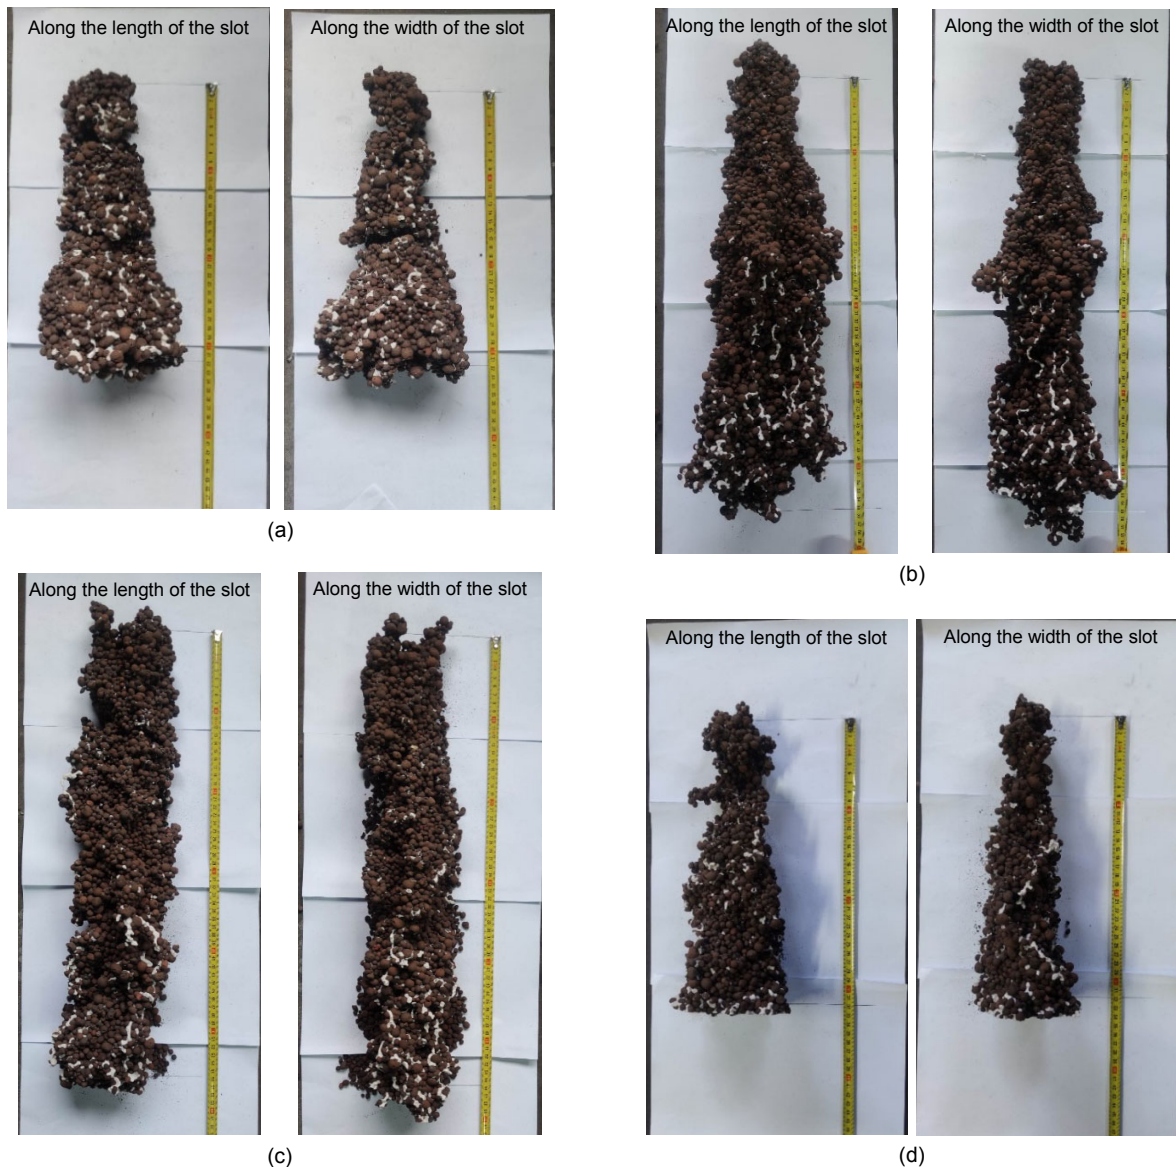 Along the length of the slot
Along the width of the slot
(a)
Along the length of the slot
Along the width of the slot
(b)
Along the length of the slot
Along the width of the slot
(c)
Along the length of the slot
Along the width of the slot
(d)